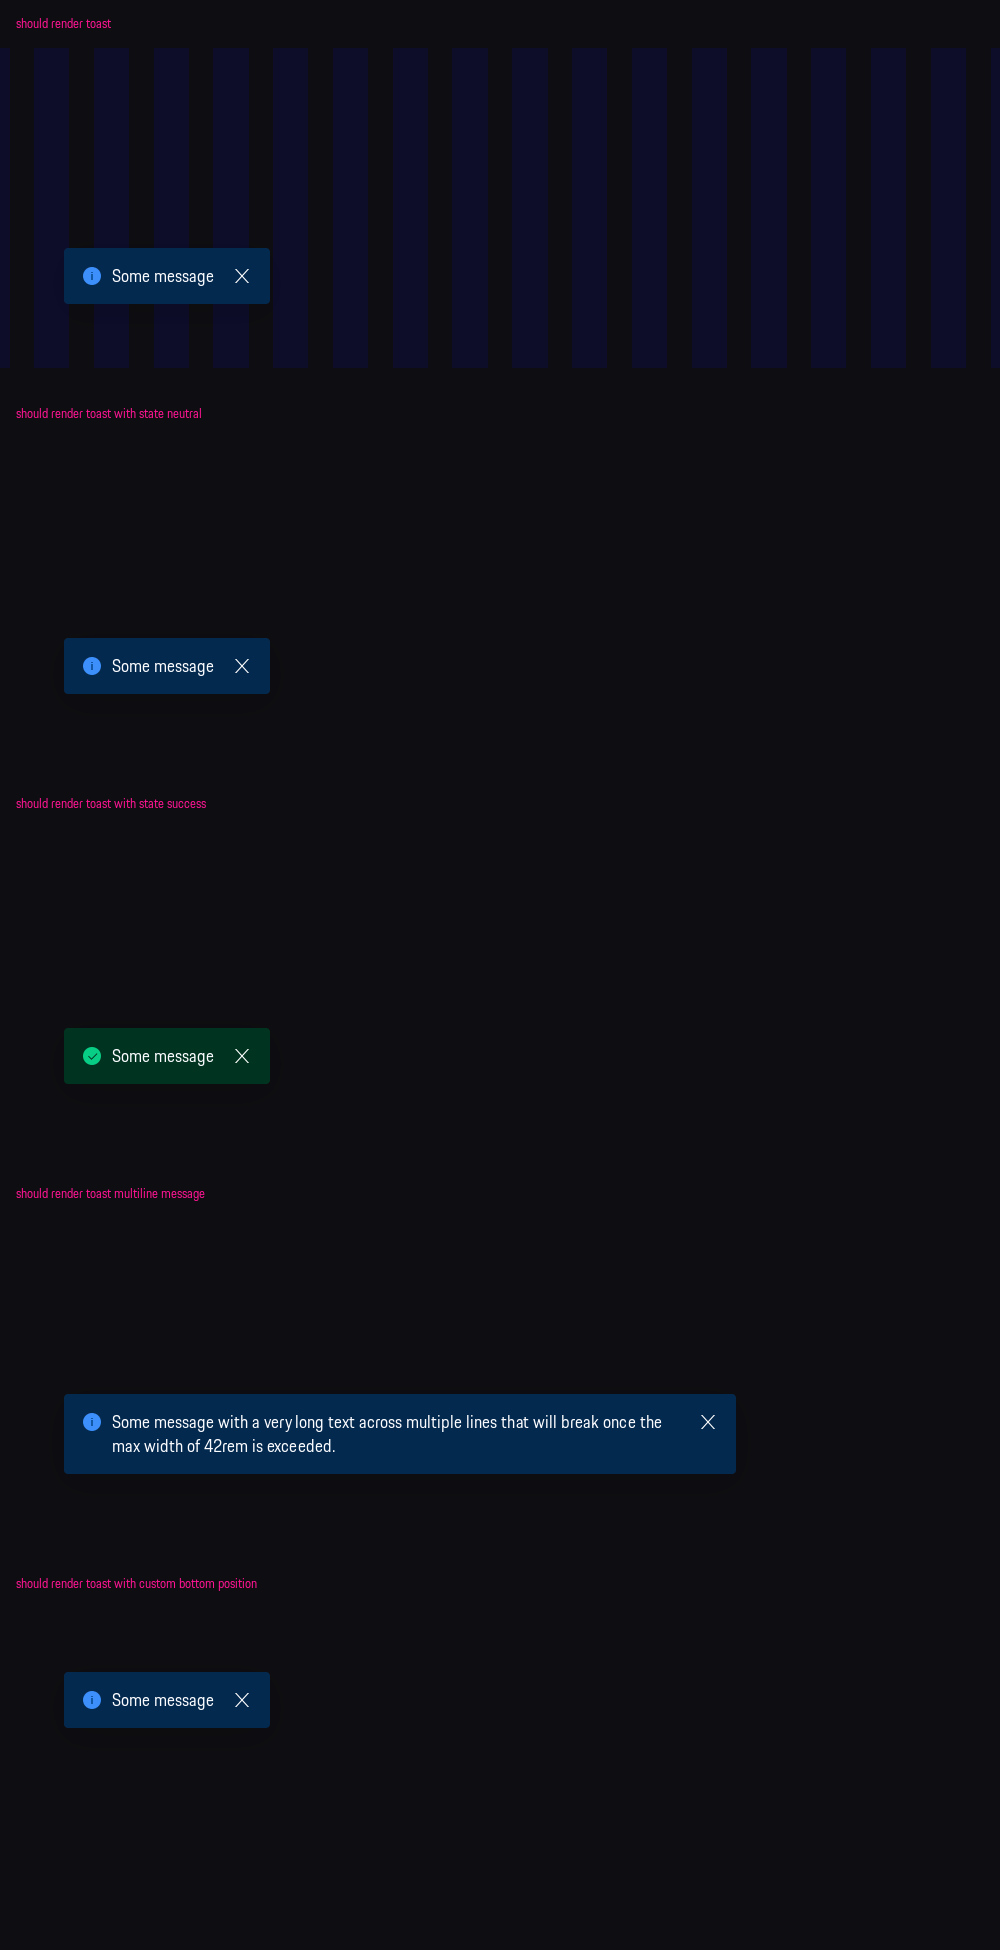 should render toast
Some message
should render toast with state neutral
Some message
should render toast with state success
Some message
should render toast multiline message
Some message with a very long text across multiple lines that will break once the
max width of 42rem is exceeded.
should render toast with custom bottom position
Some message